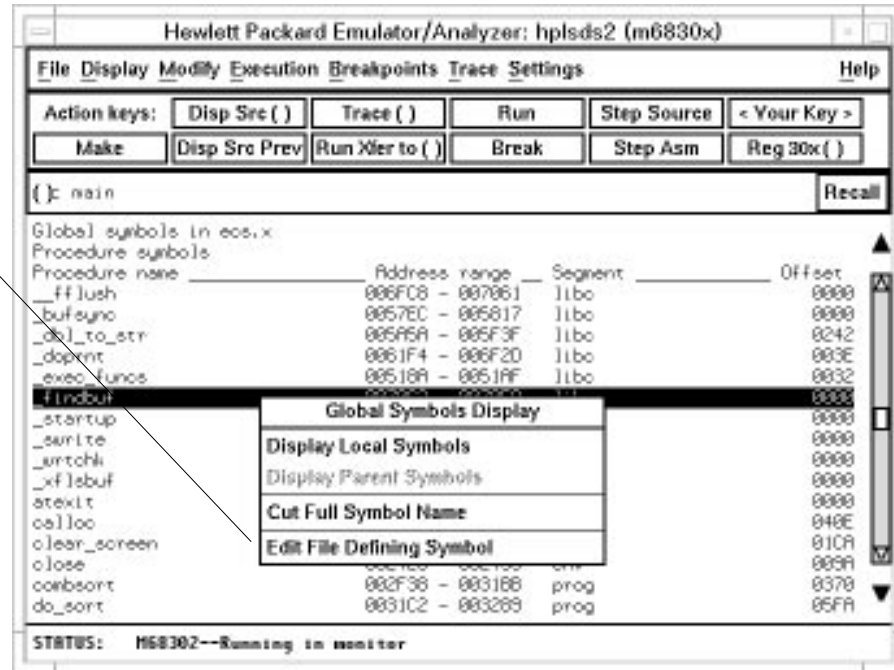 Hewlett Packard Emulator/Analyzer: hplsds2 (m6830x)
File Display Modify Execution Breakpoints Trace Settings Help
Action keys: Disp Src ( ) Trace ( ) Run Step Source < Your Key >
Make Disp Src Prev Run Xfer to ( ) Break Step Asm Reg 30x ( )
( ): main Recall
Global symbols in ecs.x
Procedure symbols
Procedure name Address range Segment Offset
__fflush 006FC8 - 007061 libc 0000
_bufsync 0057EC - 005817 libc 0000
_dbl_to_str 005A5A - 005F3F libc 0242
_doprnt 0061F4 - 006F2D libc 003E
_exec_funcs 00518A - 0051AF libc 0032
_findbuf 0000
Global Symbols Display
_startup 0000
_swrite 0000
Display Local Symbols
_wrtchk 0000
Display Parent Symbols
_xflsbuf 0000
atexit 0000
Cut Full Symbol Name
calloc 040E
clear_screen 01CA
Edit File Defining Symbol
close 009A
combsort 002F38 - 0031BB prog 0370
do_sort 0031C2 - 003289 prog 05FA
STATUS: M68302--Running in monitor